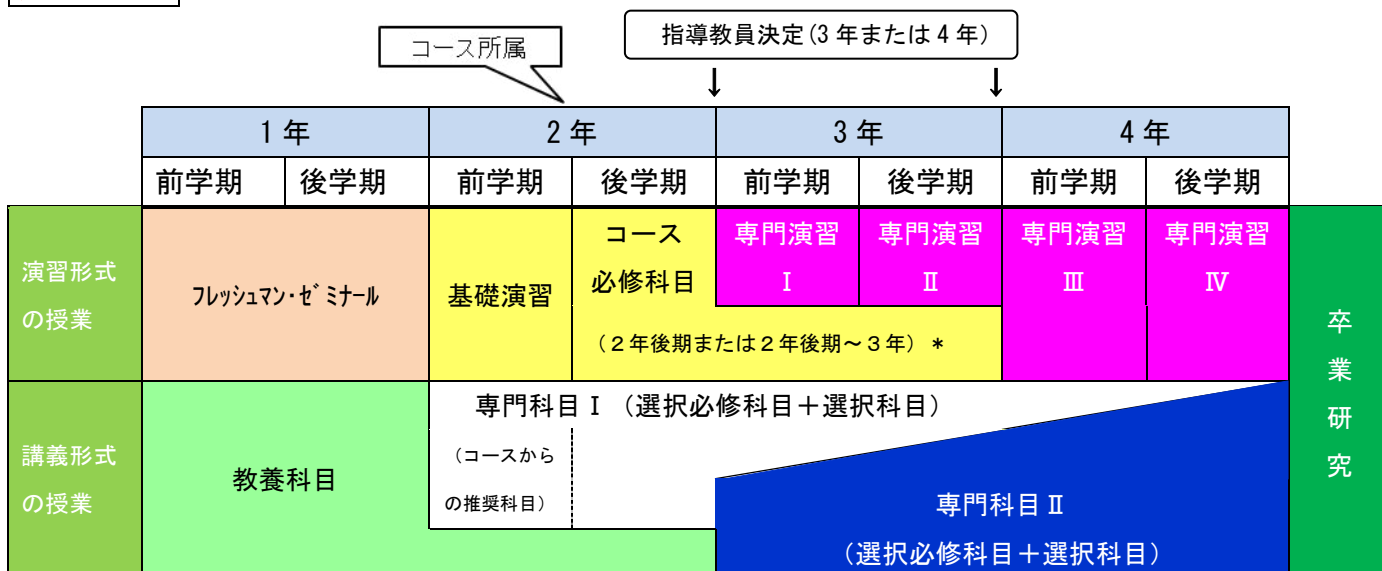 コース所属
指導教員決定(3年または4年)
↓ ↓
1年 2年 3年 4年
前学期 後学期 前学期 後学期 前学期 後学期 前学期 後学期
演習形式
の授業
フレッシュマン・ゼミナール
基礎演習
コース
必修科目
(2年後期または2年後期~3年)*
専門演習
Ⅰ
専門演習
Ⅱ
専門演習
Ⅲ
専門演習
Ⅳ
講義形式
の授業
教養科目
専門科目Ⅰ (選択必修科目+選択科目)
(コースから
の推奨科目)
専門科目Ⅱ
(選択必修科目+選択科目)
卒
業
研
究